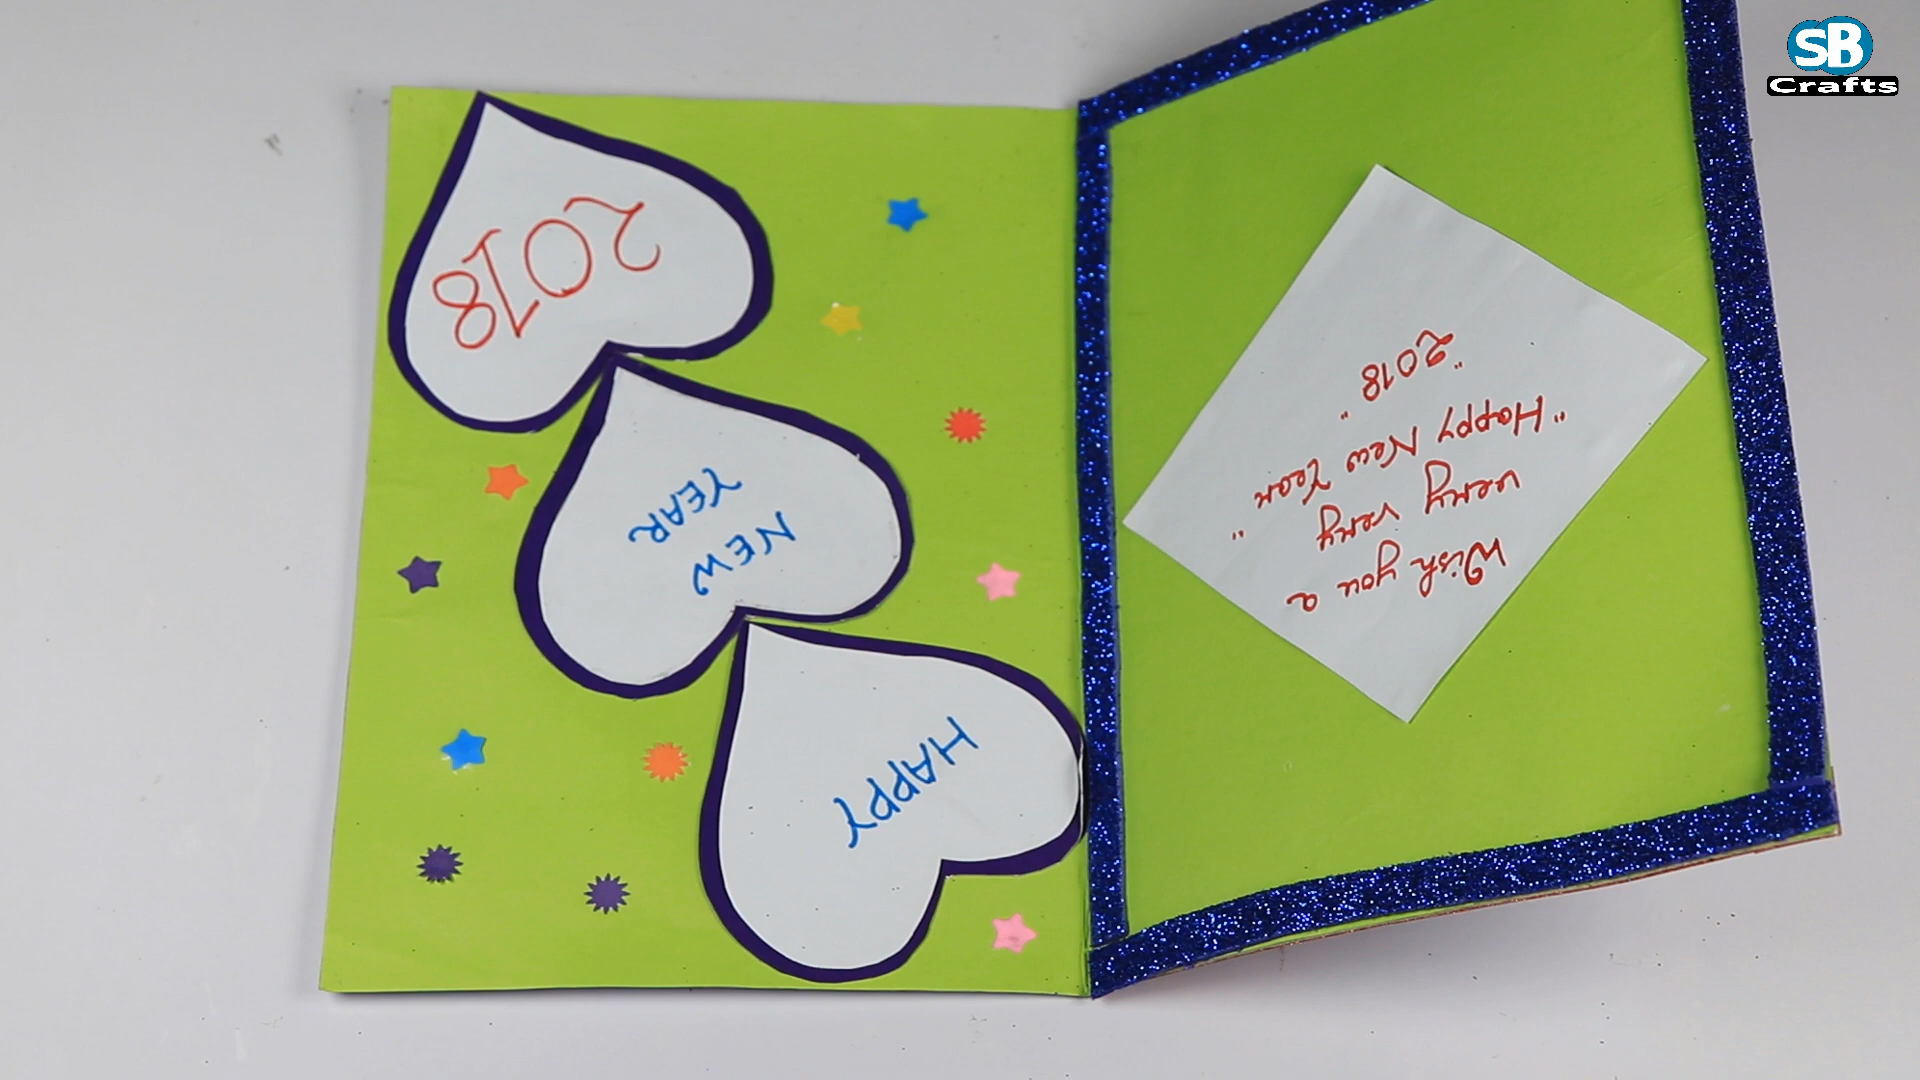 SB
Crafts
HAPPY
NEW
YEAR
2018
Wish you a
very very
"Happy New Year"
"2018"